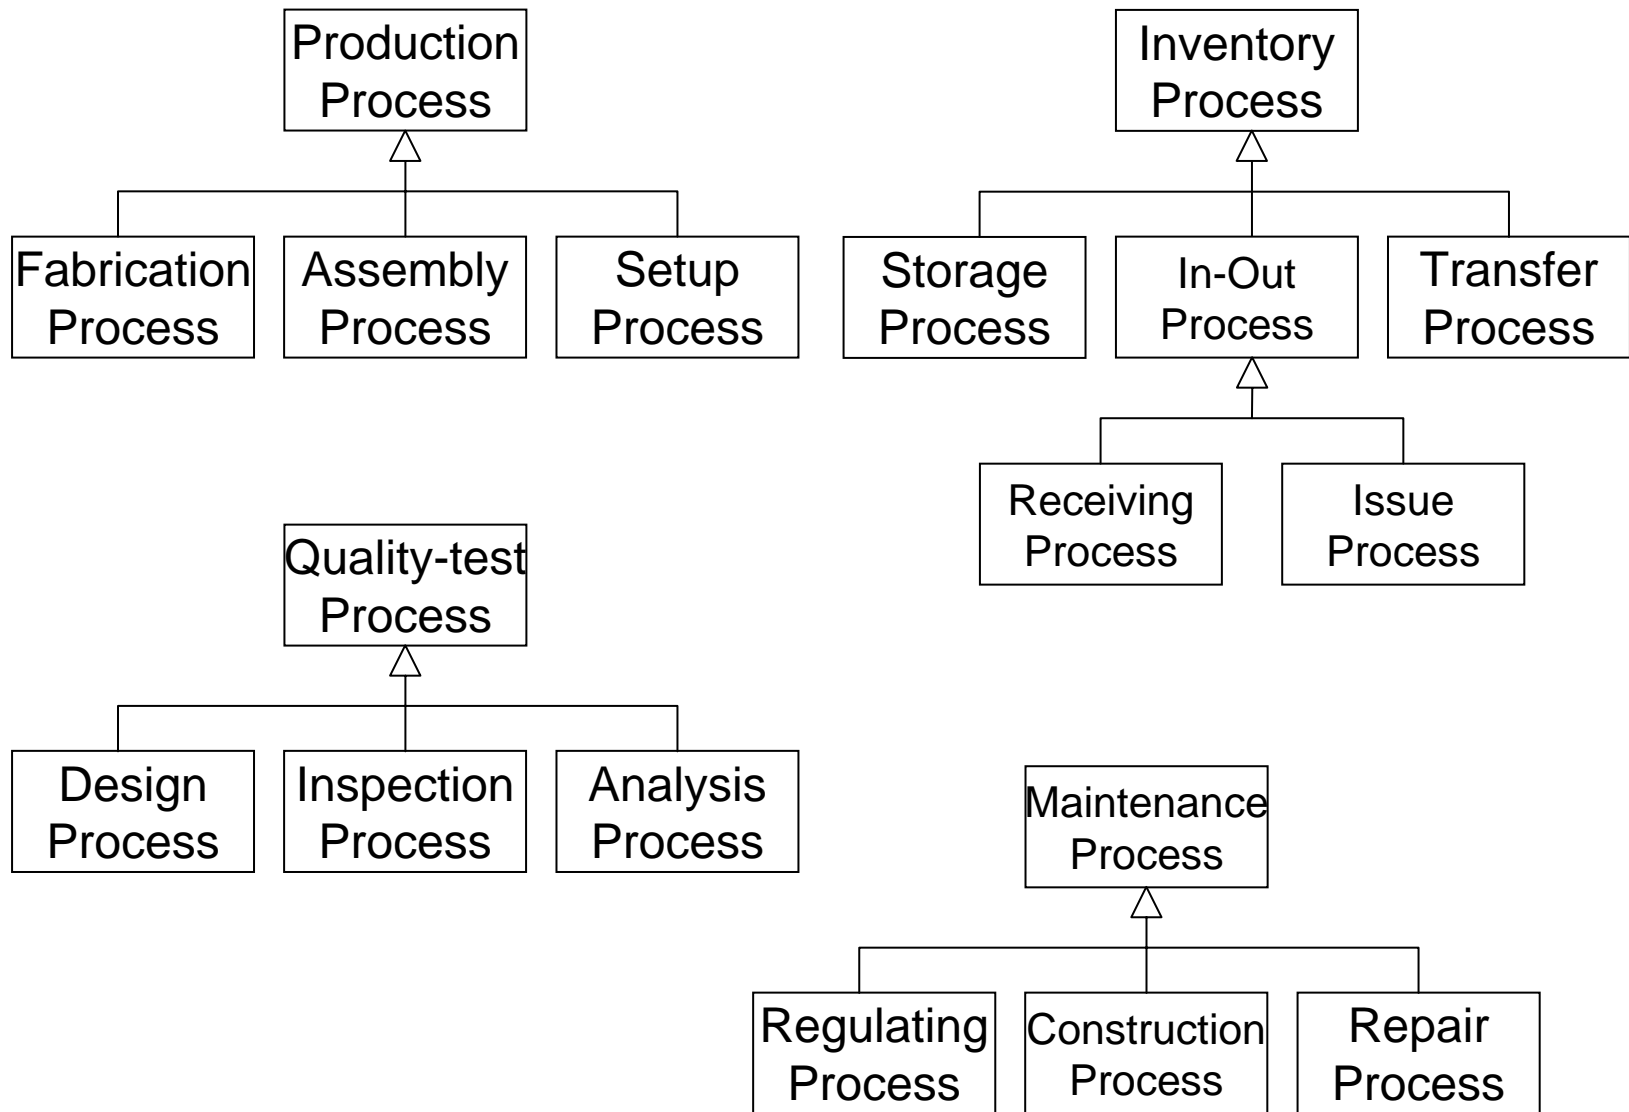 Production
Process
Fabrication
Process
Assembly
Process
Setup
Process
Inventory
Process
Storage
Process
In-Out
Process
Transfer
Process
Receiving
Process
Issue
Process
Quality-test
Process
Design
Process
Inspection
Process
Analysis
Process
Maintenance
Process
Regulating
Process
Construction
Process
Repair
Process